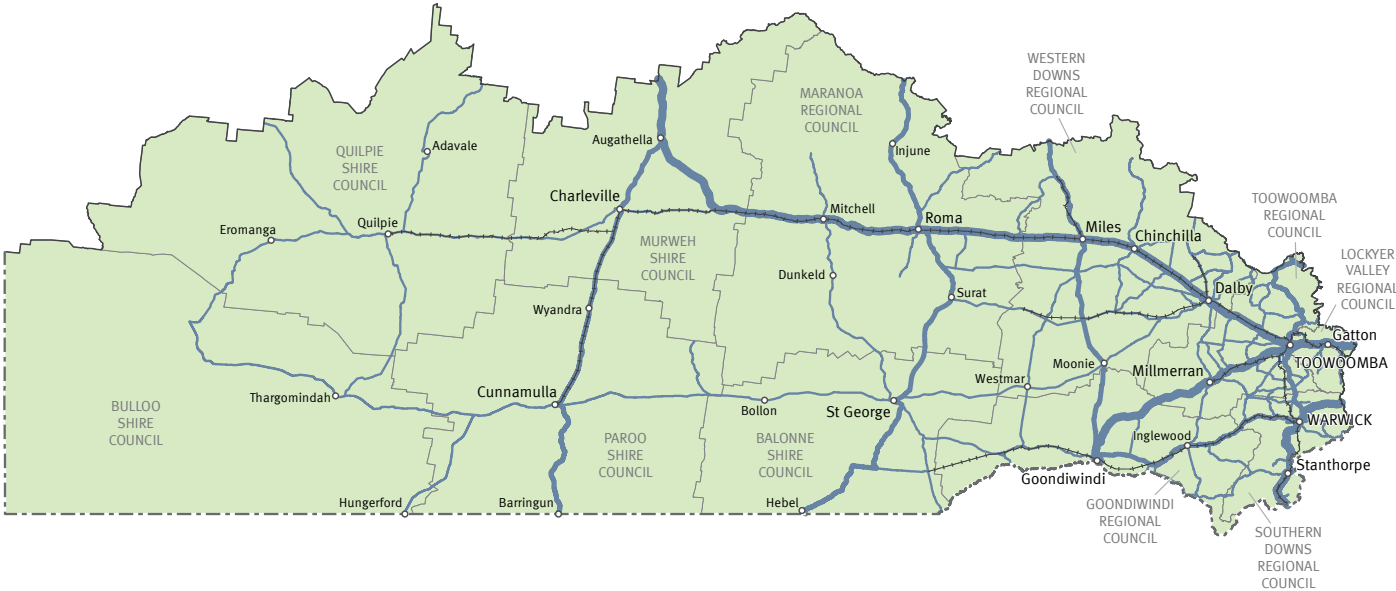 WESTERN
DOWNS
REGIONAL
COUNCIL
MARANOA
REGIONAL
COUNCIL
Augathella
Adavale
QUILPIE
SHIRE
COUNCIL
Injune
Charleville
TOOWOOMBA
REGIONAL
COUNCIL
Mitchell
Roma
Quilpie
Eromanga
Miles
Chinchilla
MURWEH
SHIRE
COUNCIL
LOCKYER
VALLEY
REGIONAL
COUNCIL
Dunkeld
Surat
Dalby
Wyandra
Gatton
TOOWOOMBA
Moonie
Millmerran
Westmar
Cunnamulla
Thargomindah
Bollon
St George
BULLOO
SHIRE
COUNCIL
WARWICK
PAROO
SHIRE
COUNCIL
BALONNE
SHIRE
COUNCIL
Inglewood
Stanthorpe
Goondiwindi
Hungerford
Barringun
Hebel
GOONDIWINDI
REGIONAL
COUNCIL
SOUTHERN
DOWNS
REGIONAL
COUNCIL